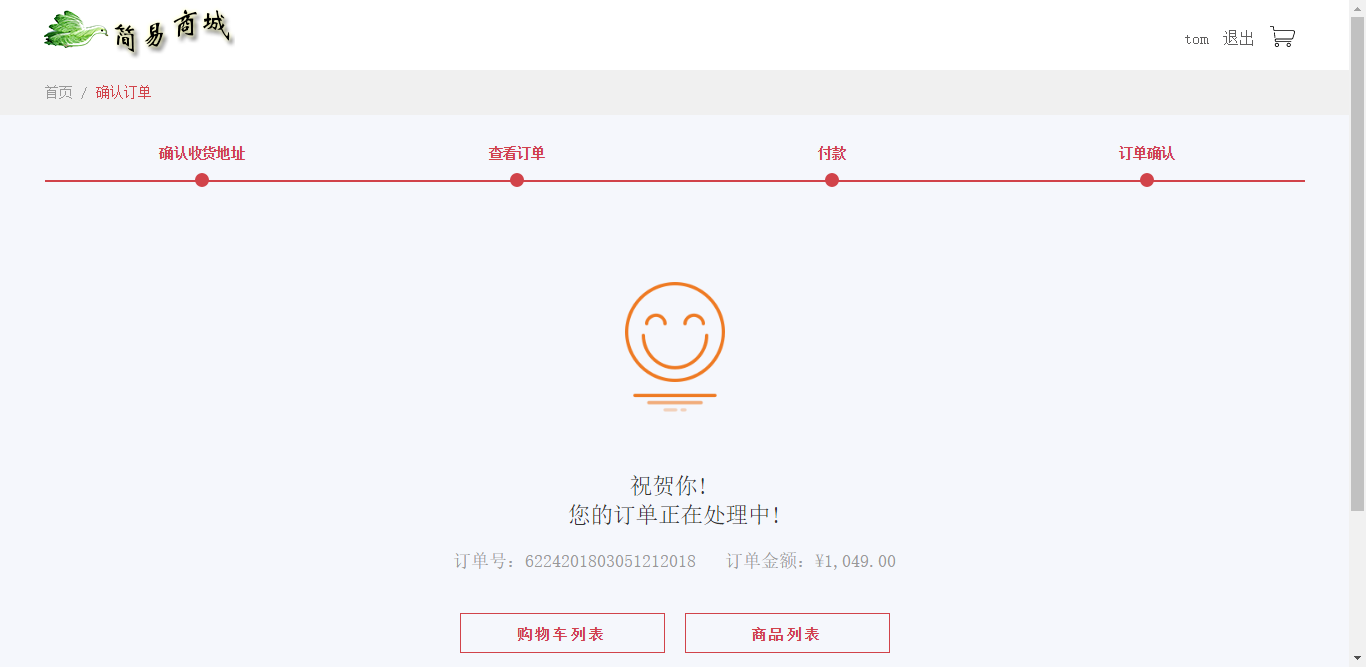 简易商城
tom 退出
首页 / 确认订单
确认收货地址 查看订单 付款 订单确认
祝贺你!
您的订单正在处理中!
订单号：6224201803051212018 订单金额：¥1,049.00
购物车列表 商品列表